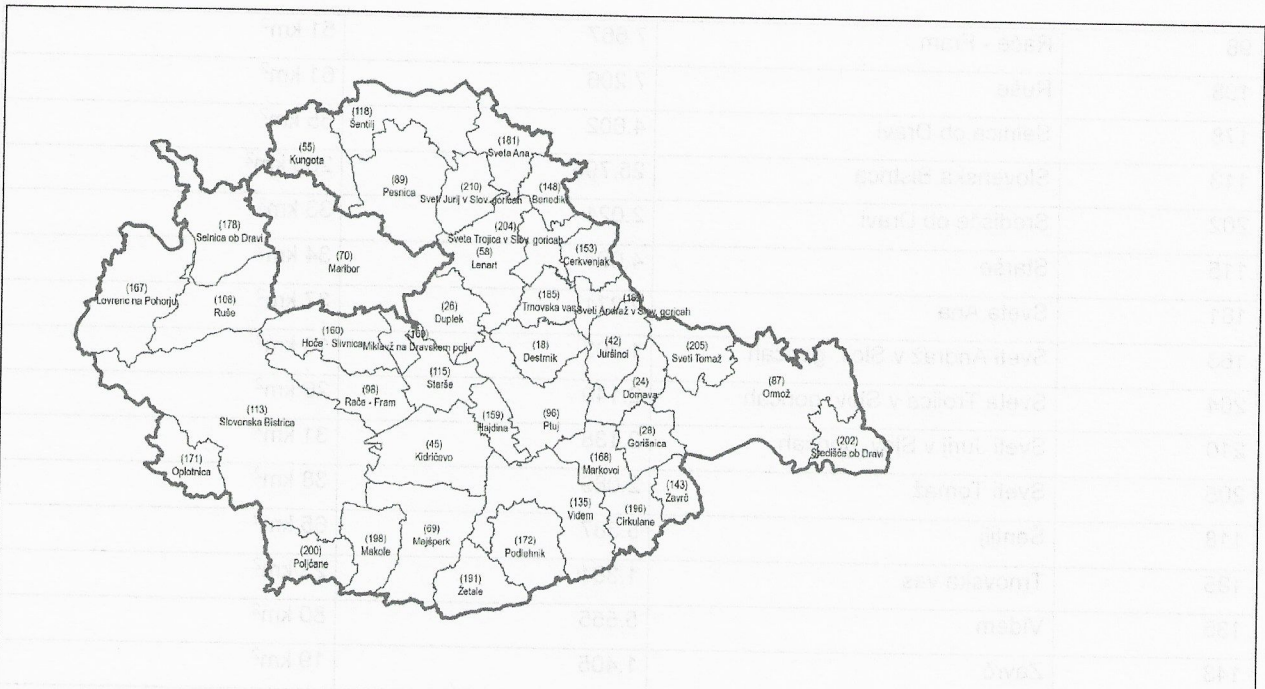 (118)
Šentilj
(181)
Sveta Ana
(55)
Kungota
(89)
Pesnica
(210)
Sveti Jurij v Slov. goricah
(148)
Benedikt
(178)
Selnica ob Dravi
(204)
Sveta Trojica v Slov. goricah
(153)
Cerkvenjak
(70)
Maribor
(58)
Lenart
(167)
Lovrenc na Pohorju
(108)
Ruše
(26)
Duplek
(185)
Trnovska vas
Sveti Andraž v Slov. goricah
(160)
Hoče - Slivnica
Miklavž na Dravskem polju
(18)
Destrnik
(42)
Juršinci
(205)
Sveti Tomaž
(115)
Starše
(24)
Dornava
(87)
Ormož
(98)
Rača - Fram
(113)
Slovenska Bistrica
(159)
Hajdina
(96)
Ptuj
(28)
Gorišnica
(202)
Središče ob Dravi
(45)
Kidričevo
(171)
Oplotnica
(168)
Markovci
(143)
Zavrč
(135)
Videm
(196)
Cirkulane
(69)
Majšperk
(198)
Makole
(172)
Podlehnik
(200)
Poljčane
(191)
Žetale